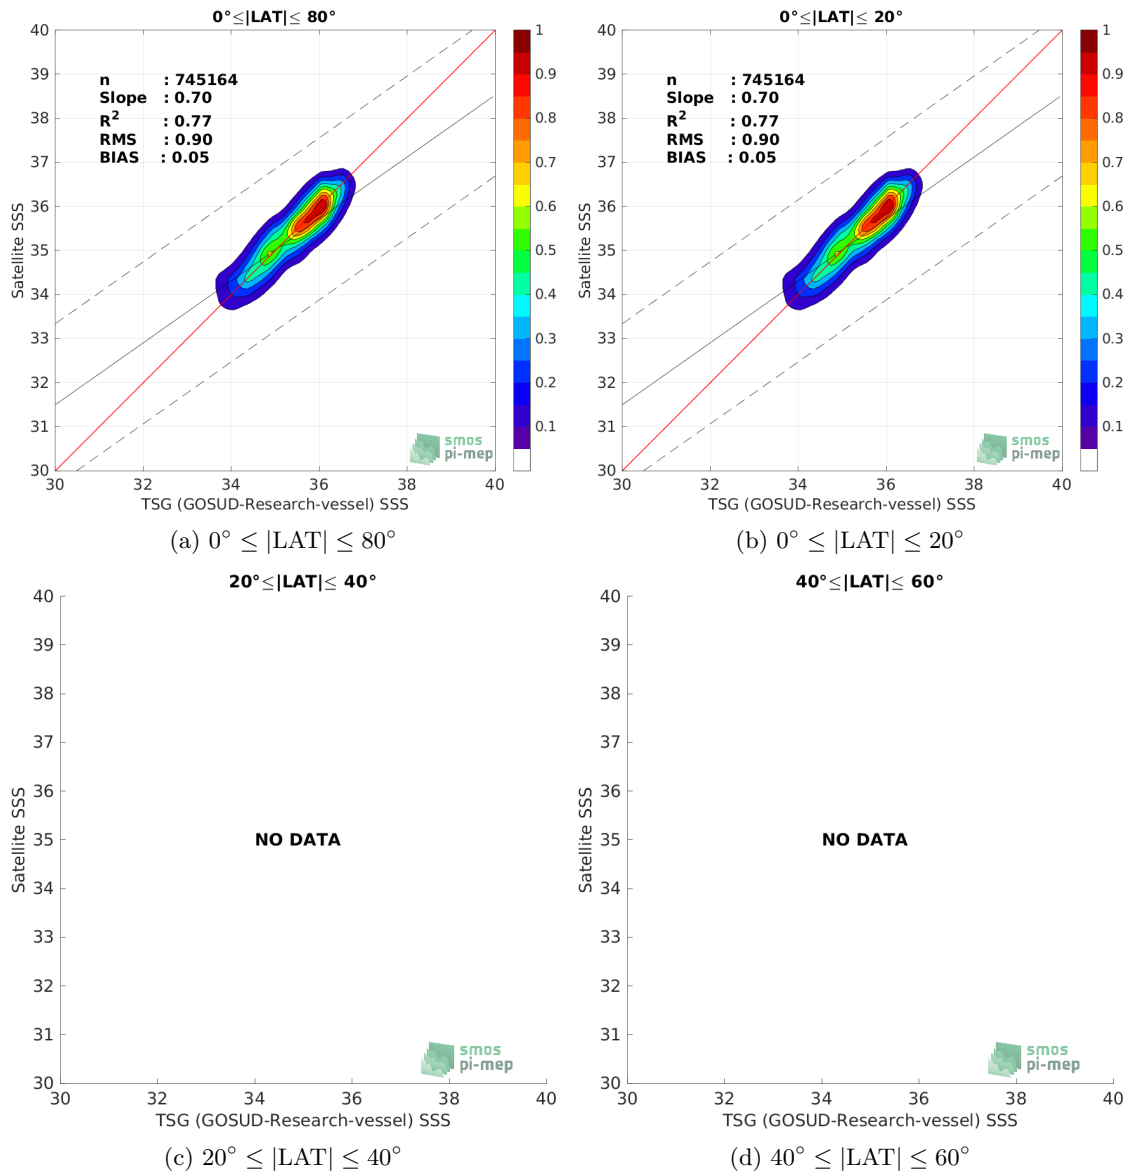 0°≤|LAT|≤ 80°
n : 745164
Slope : 0.70
R2 : 0.77
RMS : 0.90
BIAS : 0.05
Satellite SSS
40
39
38
37
36
35
34
33
32
31
30
30 32 34 36 38 40
TSG (GOSUD-Research-vessel) SSS
1
0.9
0.8
0.7
0.6
0.5
0.4
0.3
0.2
0.1
smos
pi-mep
(a) 0° ≤ |LAT| ≤ 80°
0°≤|LAT|≤ 20°
n : 745164
Slope : 0.70
R2 : 0.77
RMS : 0.90
BIAS : 0.05
Satellite SSS
40
39
38
37
36
35
34
33
32
31
30
30 32 34 36 38 40
TSG (GOSUD-Research-vessel) SSS
1
0.9
0.8
0.7
0.6
0.5
0.4
0.3
0.2
0.1
smos
pi-mep
(b) 0° ≤ |LAT| ≤ 20°
20°≤|LAT|≤ 40°
Satellite SSS
40
39
38
37
36
35
34
33
32
31
30
NO DATA
smos
pi-mep
30 32 34 36 38 40
TSG (GOSUD-Research-vessel) SSS
(c) 20° ≤ |LAT| ≤ 40°
40°≤|LAT|≤ 60°
Satellite SSS
40
39
38
37
36
35
34
33
32
31
30
NO DATA
smos
pi-mep
30 32 34 36 38 40
TSG (GOSUD-Research-vessel) SSS
(d) 40° ≤ |LAT| ≤ 60°